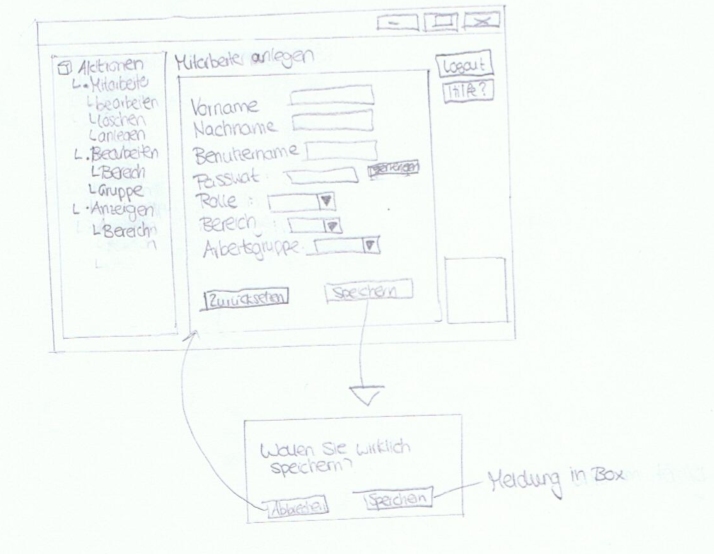 Aktionen
Mitarbeiter
bearbeiten
löschen
anlegen
Bearbeiten
Bereich
Gruppe
Anzeigen
Bereich
Mitarbeiter anlegen
Vorname
Nachname
Benutzername
Passwort
Rolle :
Bereich :
Arbeitsgruppe
Zurücksetzen
Speichern
Logout
Hilfe?
Wollen Sie wirklich
speichern?
Abbrechen
Speichern
Meldung in Box